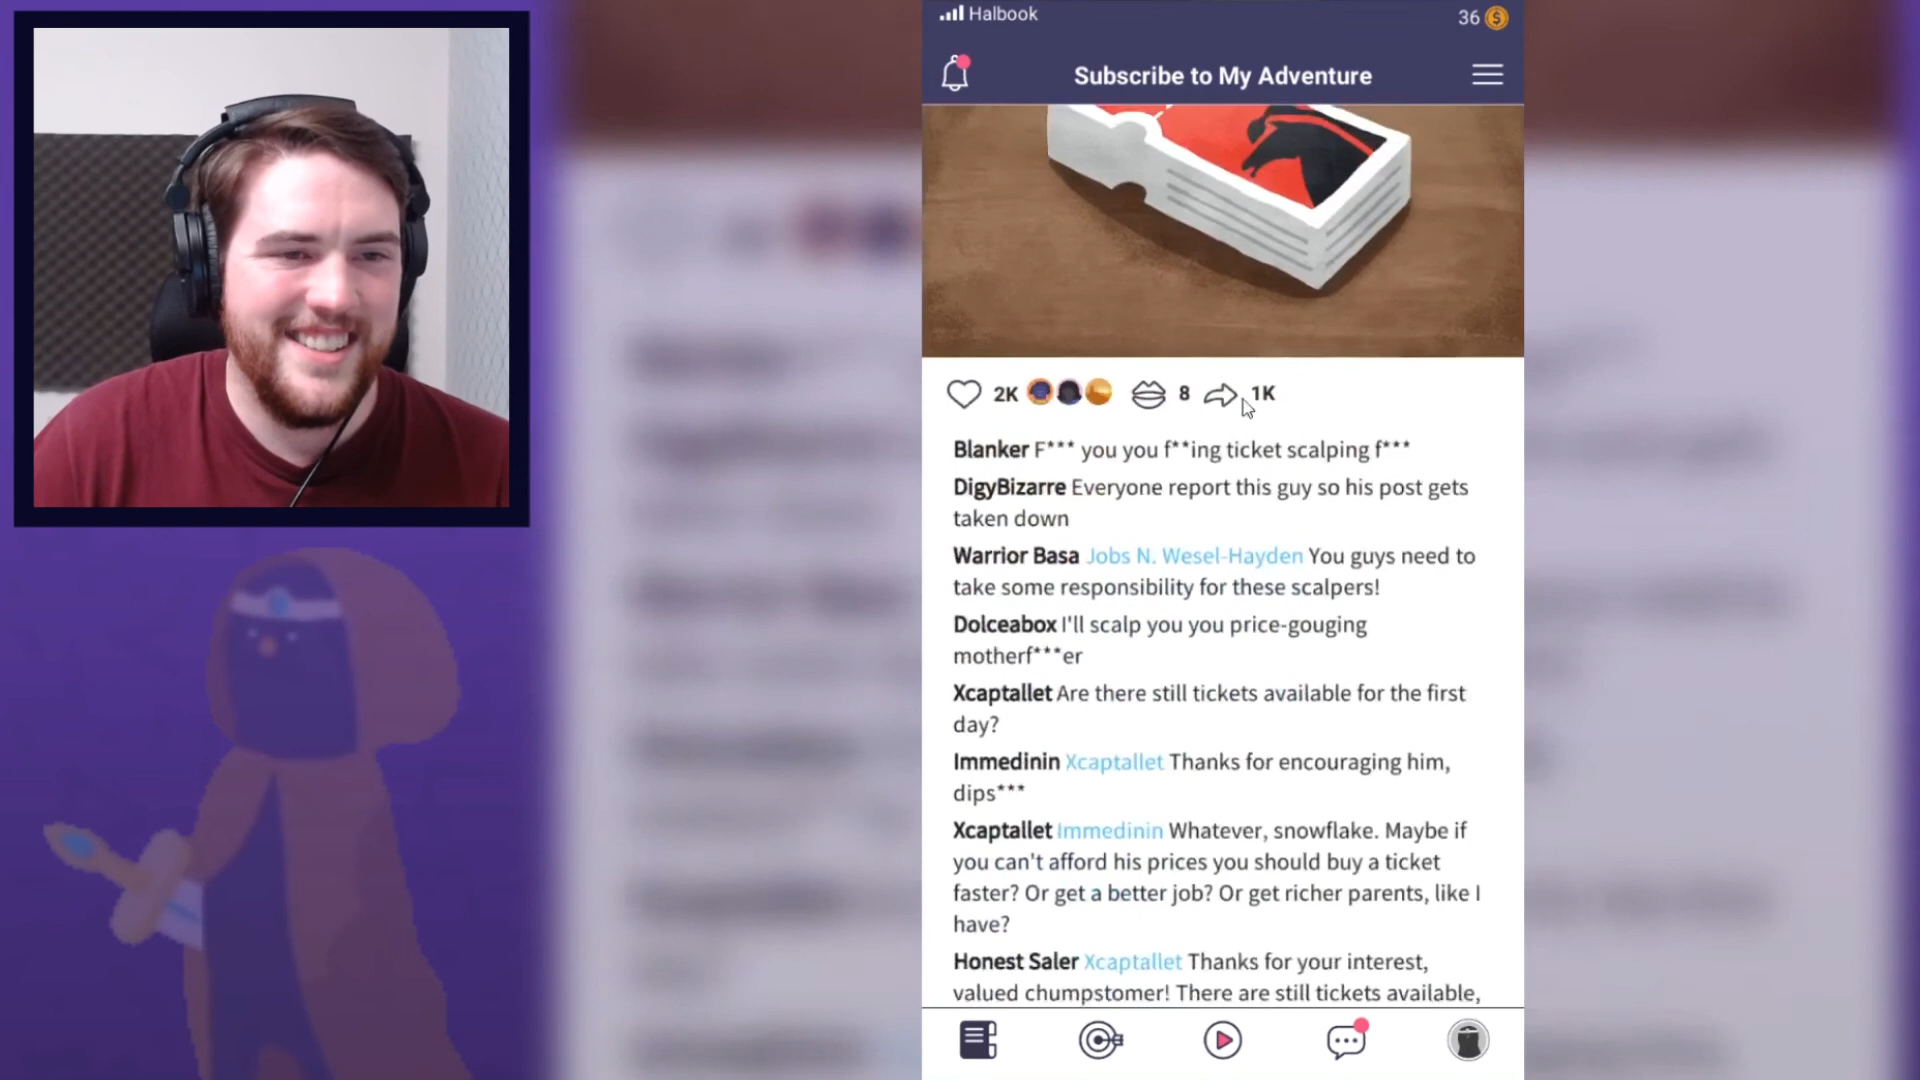 Halbook
36
Subscribe to My Adventure
2K 8 1K
Blanker F*** you you f**ing ticket scalping f***
DigyBizarre Everyone report this guy so his post gets
taken down
Warrior Basa Jobs N. Wesel-Hayden You guys need to
take some responsibility for these scalpers!
Dolceabox I'll scalp you you price-gouging
motherf***er
Xcaptallet Are there still tickets available for the first
day?
Immedinin Xcaptallet Thanks for encouraging him,
dips***
Xcaptallet Immedinin Whatever, snowflake. Maybe if
you can't afford his prices you should buy a ticket
faster? Or get a better job? Or get richer parents, like I
have?
Honest Saler Xcaptallet Thanks for your interest,
valued chumpstomer! There are still tickets available,